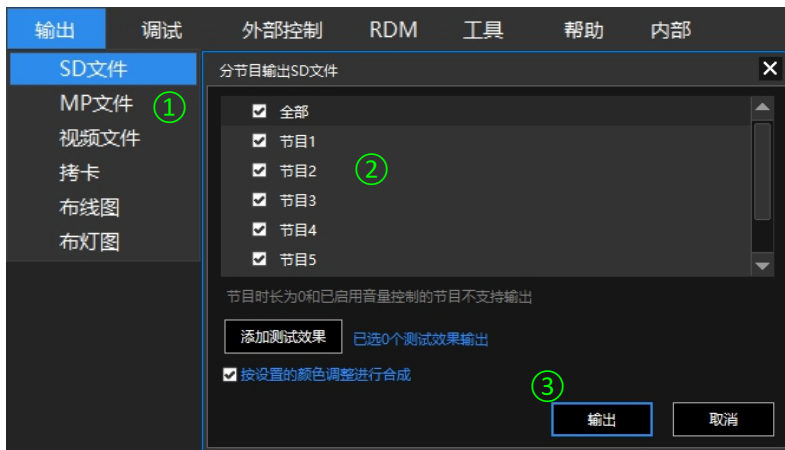 输出 调试 外部控制 RDM 工具 帮助 内部
SD文件
MP文件 ①
视频文件
拷卡
布线图
布灯图
分节目输出SD文件
全部
节目1
节目2 ②
节目3
节目4
节目5
节目时长为0和已启用音量控制的节目不支持输出
添加测试效果 已选0个测试效果输出
按设置的颜色调整进行合成
③
输出 取消